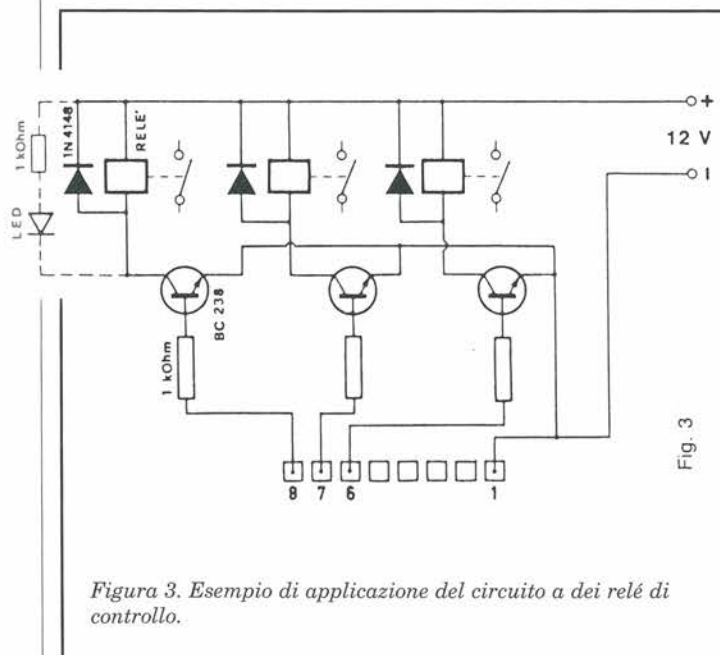 1 kOhm
LED
1N4148
RELE'
+
12 V
BC 238
1 kOhm
8 7 6 1
Fig. 3
Figura 3. Esempio di applicazione del circuito a dei relé di
controllo.